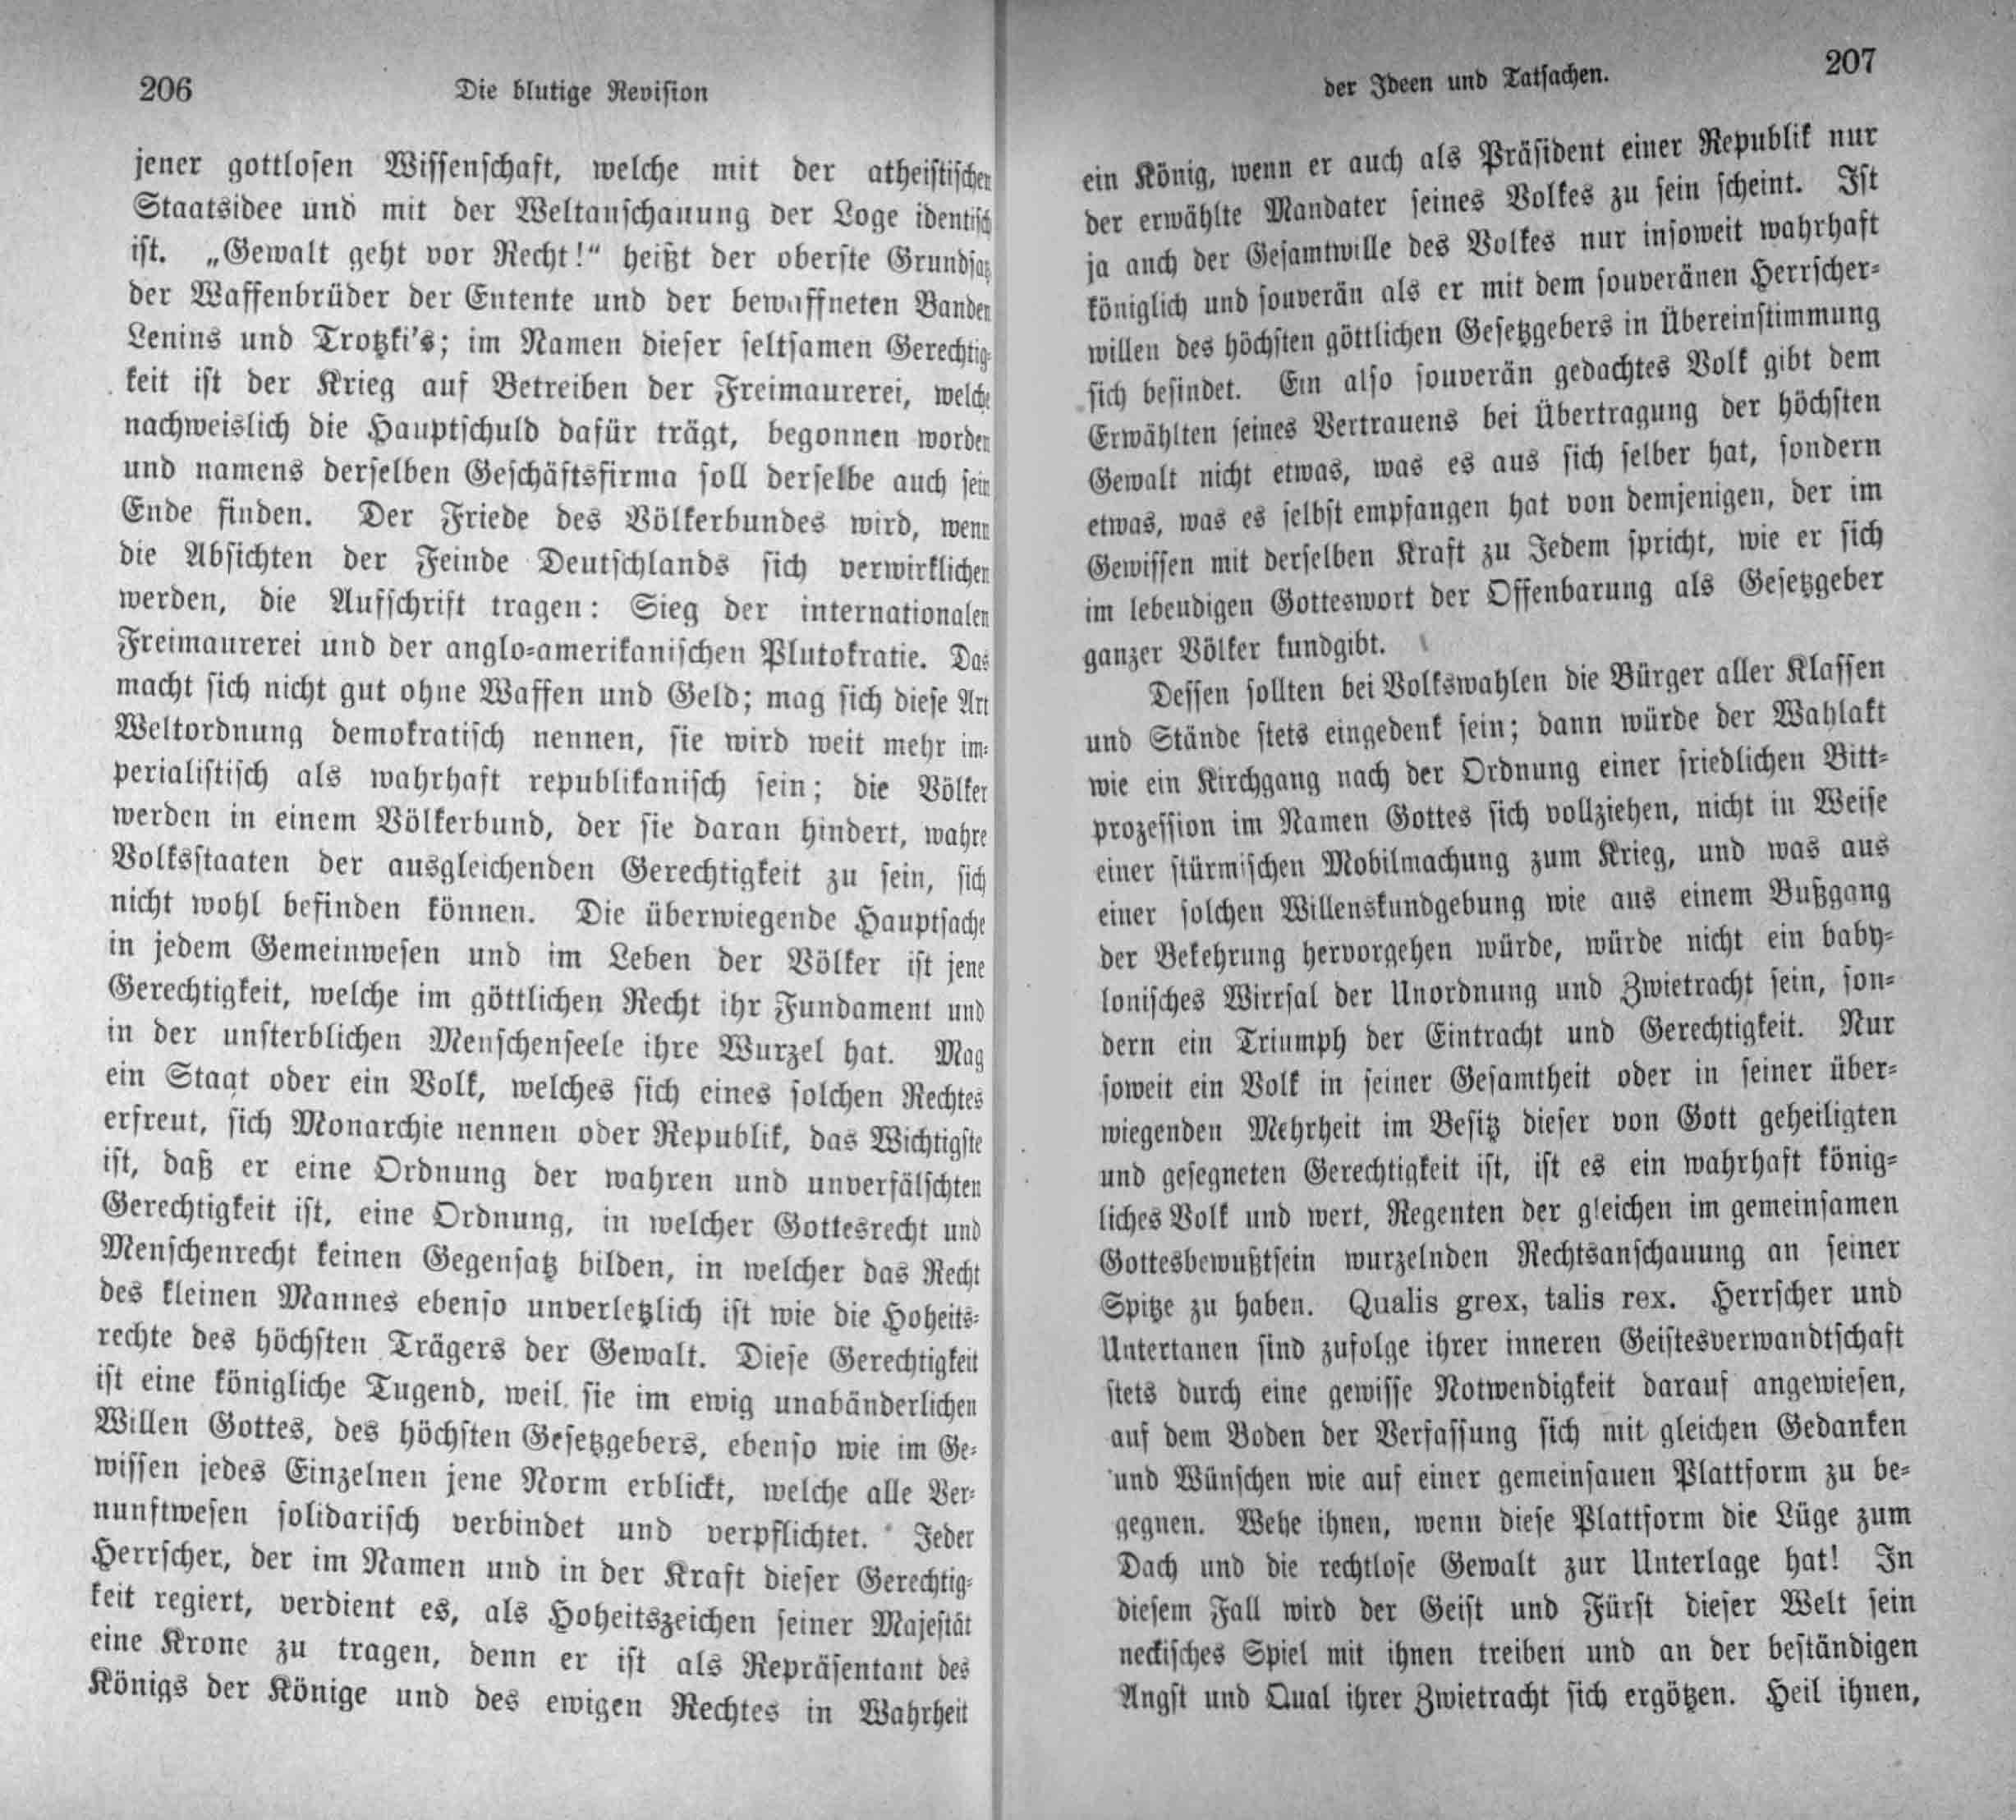 206
Die blutige Revision
jener gottlosen Wissenschaft, welche mit der atheistischen
Staatsidee und mit der Weltanschauung der Loge identisch
ist. „Gewalt geht vor Recht!“ heißt der oberste Grundsatz
der Waffenbrüder der Entente und der bewaffneten Banden
Lenins und Trotzki's; im Namen dieser seltsamen Gerechtig-
keit ist der Krieg auf Betreiben der Freimaurerei, welche
nachweislich die Hauptschuld dafür trägt, begonnen worden
und namens derselben Geschäftsfirma soll derselbe auch sein
Ende finden. Der Friede des Völkerbundes wird, wenn
die Absichten der Feinde Deutschlands sich verwirklichen
werden, die Aufschrift tragen: Sieg der internationalen
Freimaurerei und der anglo-amerikanischen Plutokratie. Das
macht sich nicht gut ohne Waffen und Geld; mag sich diese Art
Weltordnung demokratisch nennen, sie wird weit mehr im-
perialistisch als wahrhaft republikanisch sein; die Völker
werden in einem Völkerbund, der sie daran hindert, wahre
Volksstaaten der ausgleichenden Gerechtigkeit zu sein, sich
nicht wohl befinden können. Die überwiegende Hauptsache
in jedem Gemeinwesen und im Leben der Völker ist jene
Gerechtigkeit, welche im göttlichen Recht ihr Fundament und
in der unsterblichen Menschenseele ihre Wurzel hat. Mag
ein Staat oder ein Volk, welches sich eines solchen Rechtes
erfreut, sich Monarchie nennen oder Republik, das Wichtigste
ist, daß er eine Ordnung der wahren und unverfälschten
Gerechtigkeit ist, eine Ordnung, in welcher Gottesrecht und
Menschenrecht keinen Gegensatz bilden, in welcher das Recht
des kleinen Mannes ebenso unverletzlich ist wie die Hoheits-
rechte des höchsten Trägers der Gewalt. Diese Gerechtigkeit
ist eine königliche Tugend, weil sie im ewig unabänderlichen
Willen Gottes, des höchsten Gesetzgebers, ebenso wie im Ge-
wissen jedes Einzelnen jene Norm erblickt, welche alle Ver-
nunftwesen solidarisch verbindet und verpflichtet. Jeder
Herrscher, der im Namen und in der Kraft dieser Gerechtig-
keit regiert, verdient es, als Hoheitszeichen seiner Majestät
eine Krone zu tragen, denn er ist als Repräsentant des
Königs der Könige und des ewigen Rechtes in Wahrheit
der Ideen und Tatsachen.
207
ein König, wenn er auch als Präsident einer Republik nur
der erwählte Mandater seines Volkes zu sein scheint. Ist
ja auch der Gesamtwille des Volkes nur insoweit wahrhaft
königlich und souverän als er mit dem souveränen Herrscher-
willen des höchsten göttlichen Gesetzgebers in Übereinstimmung
sich befindet. Ein also souverän gedachtes Volk gibt dem
Erwählten seines Vertrauens bei Übertragung der höchsten
Gewalt nicht etwas, was es aus sich selber hat, sondern
etwas, was es selbst empfangen hat von demjenigen, der im
Gewissen mit derselben Kraft zu Jedem spricht, wie er sich
im lebeudigen Gotteswort der Offenbarung als Gesetzgeber
ganzer Völker kundgibt.
Dessen sollten bei Volkswahlen die Bürger aller Klassen
und Stände stets eingedenk sein; dann würde der Wahlakt
wie ein Kirchgang nach der Ordnung einer friedlichen Bitt-
prozession im Namen Gottes sich vollziehen, nicht in Weise
einer stürmischen Mobilmachung zum Krieg, und was aus
einer solchen Willenskundgebung wie aus einem Bußgang
der Bekehrung hervorgehen würde, würde nicht ein baby-
lonisches Wirrsal der Unordnung und Zwietracht sein, son-
dern ein Triumph der Eintracht und Gerechtigkeit. Nur
soweit ein Volk in seiner Gesamtheit oder in seiner über-
wiegenden Mehrheit im Besitz dieser von Gott geheiligten
und gesegneten Gerechtigkeit ist, ist es ein wahrhaft könig-
liches Volk und wert, Regenten der gleichen im gemeinsamen
Gottesbewußtsein wurzelnden Rechtsanschauung an seiner
Spitze zu haben. Qualis grex, talis rex. Herrscher und
Untertanen sind zufolge ihrer inneren Geistesverwandtschaft
stets durch eine gewisse Notwendigkeit darauf angewiesen,
auf dem Boden der Verfassung sich mit gleichen Gedanken
und Wünschen wie auf einer gemeinsauen Plattform zu be-
gegnen. Wehe ihnen, wenn diese Plattform die Lüge zum
Dach und die rechtlose Gewalt zur Unterlage hat! In
diesem Fall wird der Geist und Fürst dieser Welt sein
neckisches Spiel mit ihnen treiben und an der beständigen
Angst und Qual ihrer Zwietracht sich ergötzen. Heil ihnen,